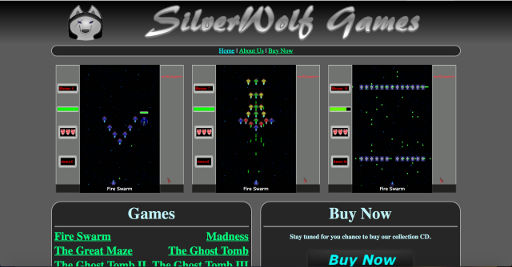 SilverWolf Games
Home | About Us | Buy Now
Fire Swarm
Fire Swarm
Fire Swarm
Games
Fire Swarm Madness
The Great Maze The Ghost Tomb
The Ghost Tomb II The Ghost Tomb III
Buy Now
Stay tuned for you chance to buy our collection CD.
Buy Now